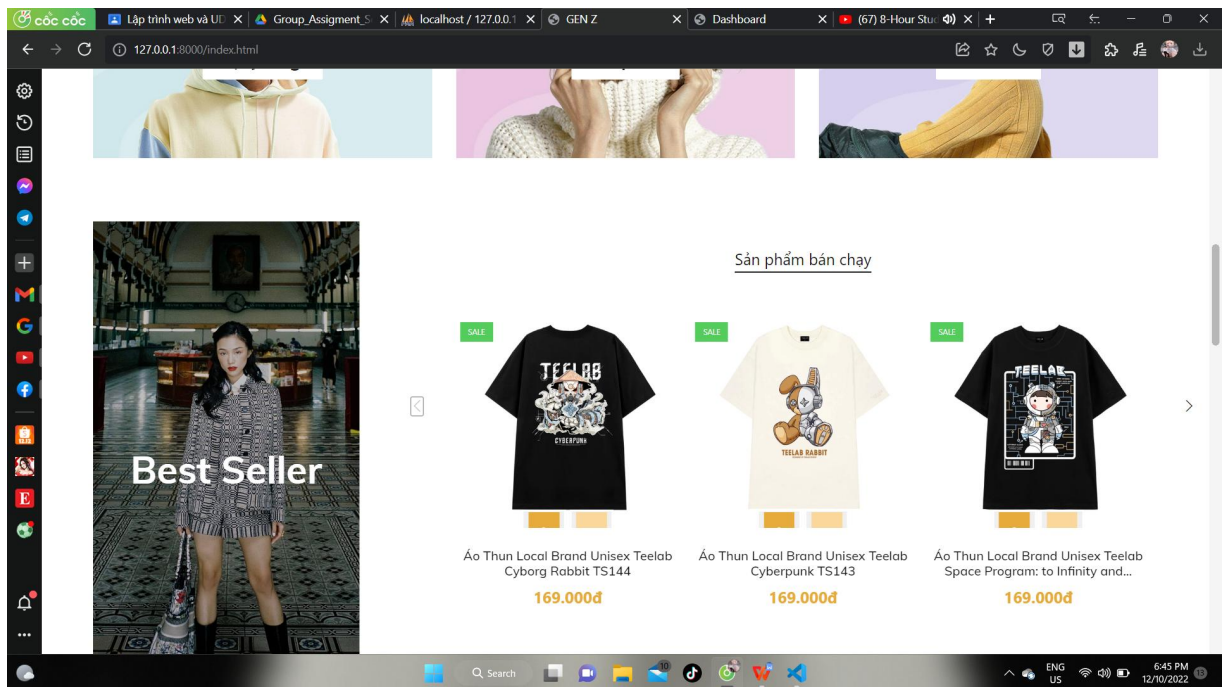 cốc cốc
Lập trình web và UD
Group_Assigment_S
localhost / 127.0.0.1
GEN Z
Dashboard
(67) 8-Hour Stud
127.0.0.1:8000/index.html
Sản phẩm bán chạy
Best Seller
SALE
SALE
SALE
TEELAB
CYBERPUNK
TEELAB RABBIT
TEELAB
Áo Thun Local Brand Unisex Teelab
Cyborg Rabbit TS144
169.000đ
Áo Thun Local Brand Unisex Teelab
Cyberpunk TS143
169.000đ
Áo Thun Local Brand Unisex Teelab
Space Program: to Infinity and...
169.000đ
12.12
E
Search
10
ENG
US
6:45 PM
12/10/2022